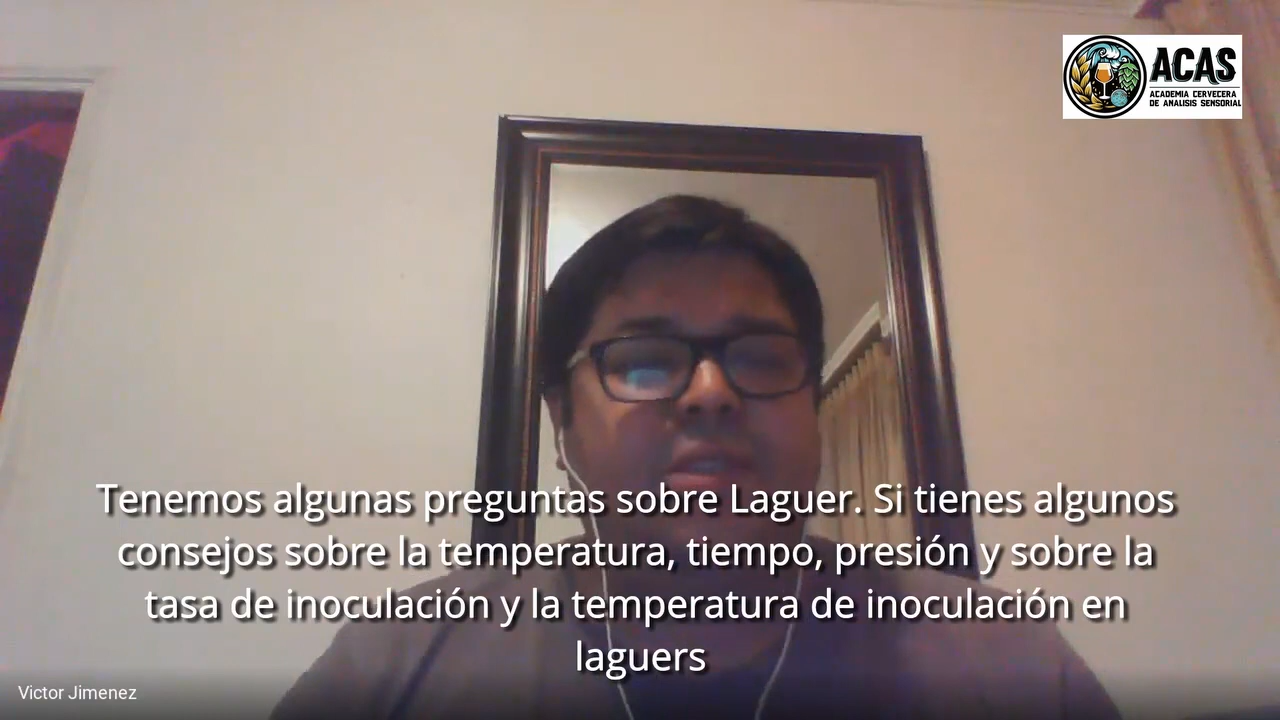 ACAS
ACADEMIA CERVECERA
DE ANALISIS SENSORIAL
Tenemos algunas preguntas sobre Laguer. Si tienes algunos
consejos sobre la temperatura, tiempo, presión y sobre la
tasa de inoculación y la temperatura de inoculación en
laguers
Victor Jimenez